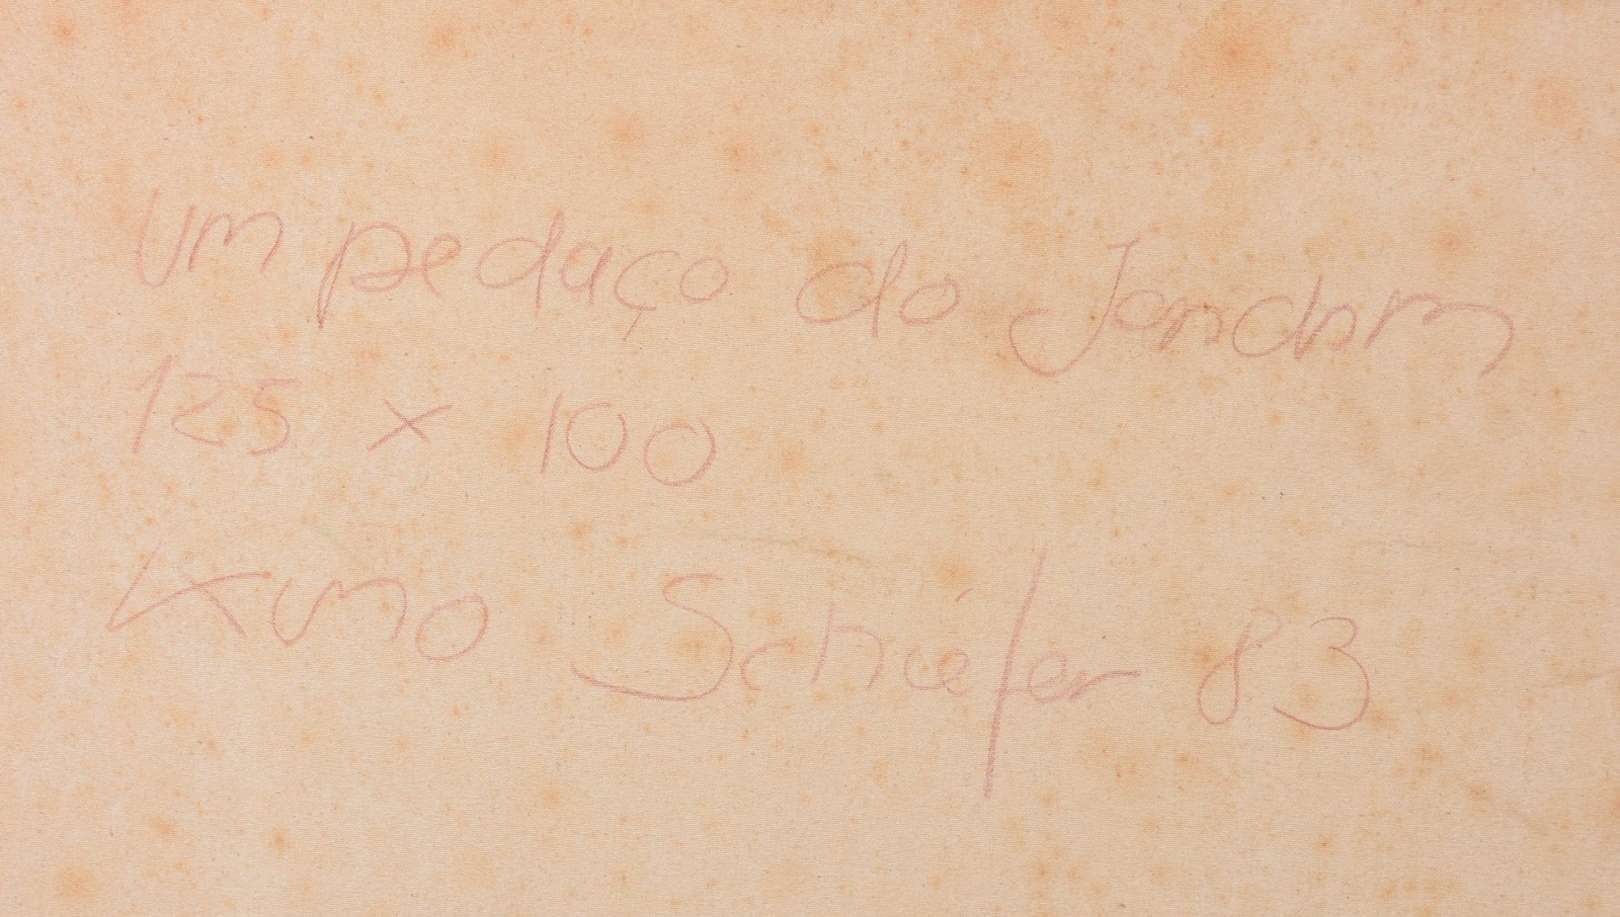 Um pedaço do Jardim
125 x 100
Kuno Schiefer 83